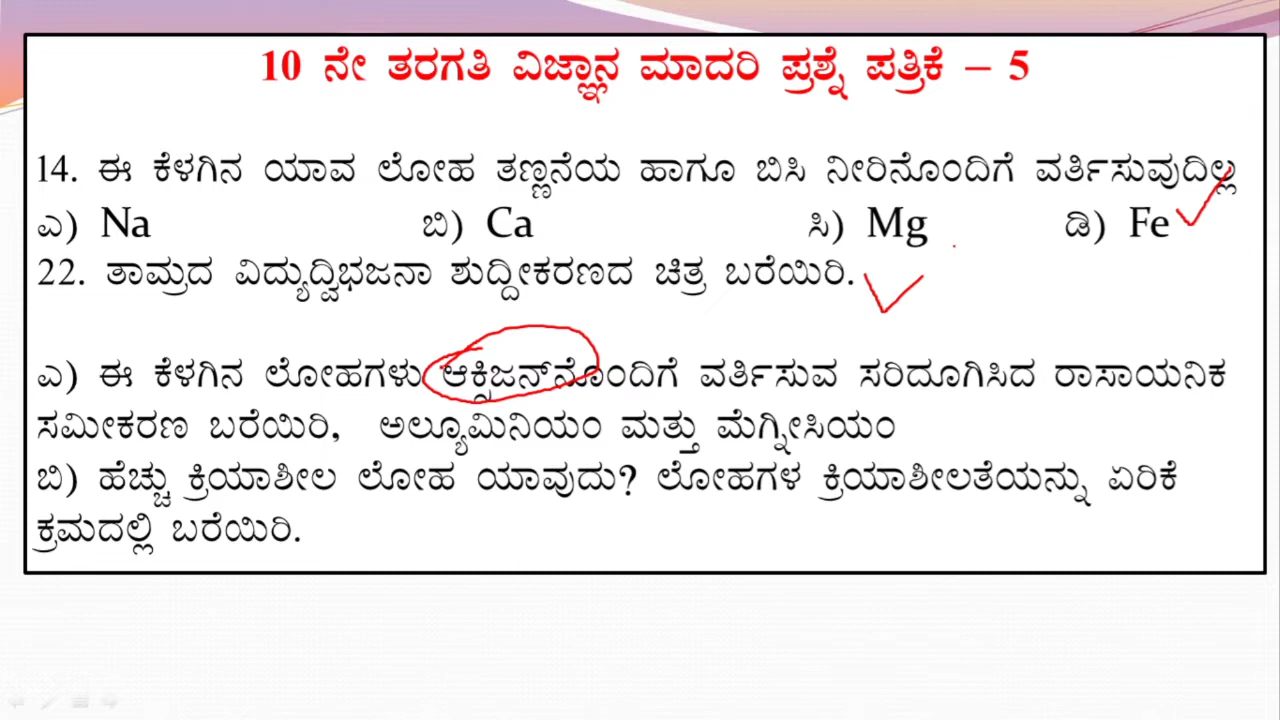 10 ನೇ ತರಗತಿ ವಿಜ್ಞಾನ ಮಾದರಿ ಪ್ರಶ್ನೆ ಪತ್ರಿಕೆ – 5
14. ಈ ಕೆಳಗಿನ ಯಾವ ಲೋಹ ತಣ್ಣನೆಯ ಹಾಗೂ ಬಿಸಿ ನೀರಿನೊಂದಿಗೆ ವರ್ತಿಸುವುದಿಲ್ಲ
ಎ) Na ಬಿ) Ca ಸಿ) Mg ಡಿ) Fe
22. ತಾಮ್ರದ ವಿದ್ಯುದ್ವಿಭಜನಾ ಶುದ್ದೀಕರಣದ ಚಿತ್ರ ಬರೆಯಿರಿ.
ಎ) ಈ ಕೆಳಗಿನ ಲೋಹಗಳು ಆಕ್ಸಿಜನ್‌ನೊಂದಿಗೆ ವರ್ತಿಸುವ ಸರಿದೂಗಿಸಿದ ರಾಸಾಯನಿಕ
ಸಮೀಕರಣ ಬರೆಯಿರಿ, ಅಲ್ಯೂಮಿನಿಯಂ ಮತ್ತು ಮೆಗ್ನೀಸಿಯಂ
ಬಿ) ಹೆಚ್ಚು ಕ್ರಿಯಾಶೀಲ ಲೋಹ ಯಾವುದು? ಲೋಹಗಳ ಕ್ರಿಯಾಶೀಲತೆಯನ್ನು ಏರಿಕೆ
ಕ್ರಮದಲ್ಲಿ ಬರೆಯಿರಿ.